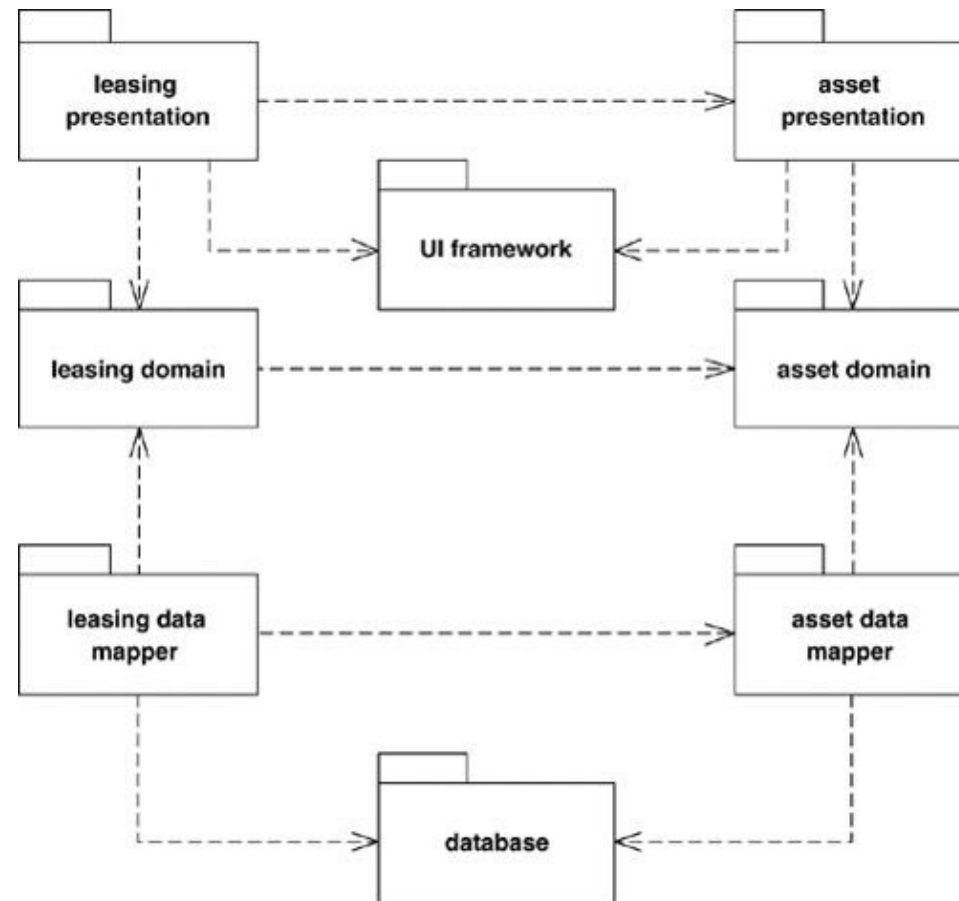 leasing
presentation
asset
presentation
UI framework
leasing domain
asset domain
leasing data
mapper
asset data
mapper
database